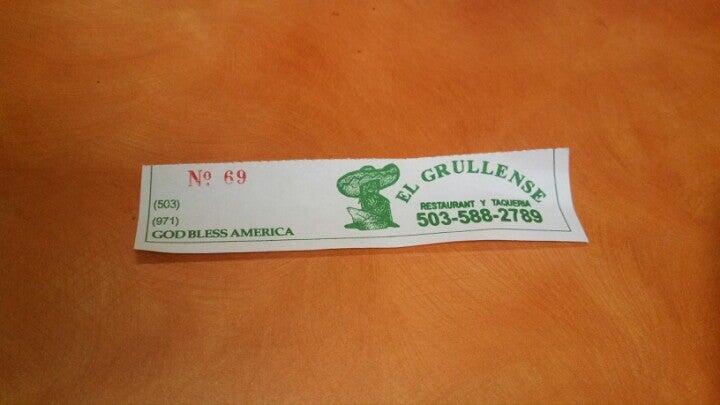 Nº 69
(503)
(971)
GOD BLESS AMERICA
EL GRULLENSE
RESTAURANT Y TAQUERIA
503-588-2789